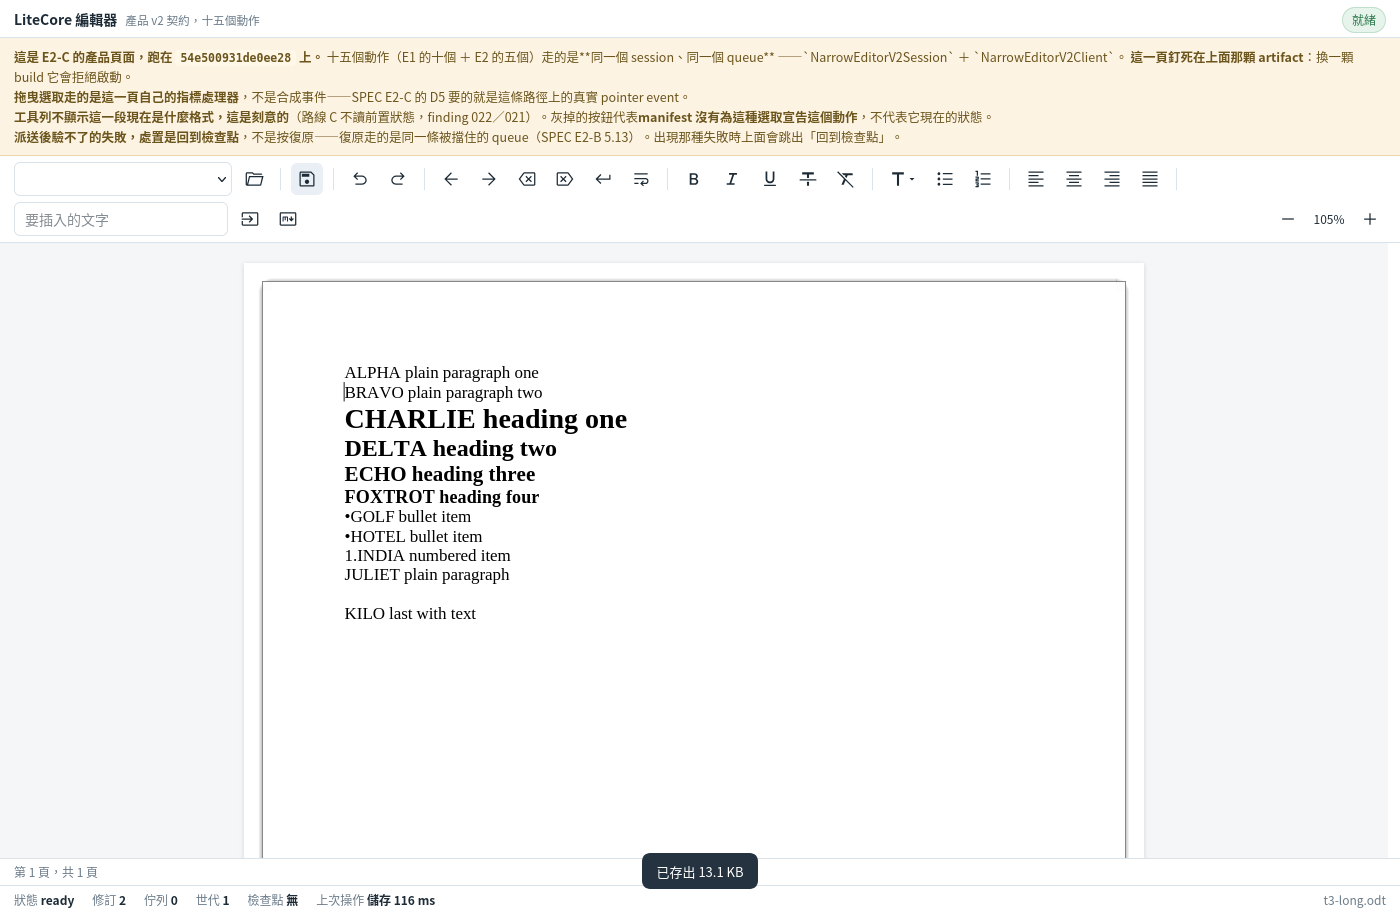 LiteCore 編輯器 產品 v2 契約，十五個動作
就緒
這是 E2-C 的產品頁面，跑在 54e500931de0ee28 上。 十五個動作（E1 的十個 ＋ E2 的五個）走的是**同一個 session、同一個 queue** ——`NarrowEditorV2Session` ＋ `NarrowEditorV2Client`。 這一頁釘死在上面那顆 artifact：換一顆
build 它會拒絕啟動。
拖曳選取走的是這一頁自己的指標處理器，不是合成事件——SPEC E2-C 的 D5 要的就是這條路徑上的真實 pointer event。
工具列不顯示這一段現在是什麼格式，這是刻意的（路線 C 不讀前置狀態，finding 022／021）。灰掉的按鈕代表manifest 沒有為這種選取宣告這個動作，不代表它現在的狀態。
派送後驗不了的失敗，處置是回到檢查點，不是按復原——復原走的是同一條被擋住的 queue（SPEC E2-B 5.13）。出現那種失敗時上面會跳出「回到檢查點」。
要插入的文字
105%
ALPHA plain paragraph one
BRAVO plain paragraph two
CHARLIE heading one
DELTA heading two
ECHO heading three
FOXTROT heading four
•GOLF bullet item
•HOTEL bullet item
1.INDIA numbered item
JULIET plain paragraph
KILO last with text
第 1 頁，共 1 頁
已存出 13.1 KB
狀態 ready 修訂 2 佇列 0 世代 1 檢查點 無 上次操作 儲存 116 ms
t3-long.odt